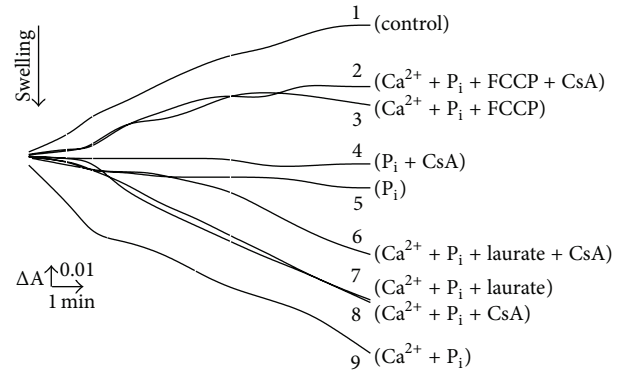 Swelling
1 (control)
2 (Ca²⁺ + Pᵢ + FCCP + CsA)
3 (Ca²⁺ + Pᵢ + FCCP)
4 (Pᵢ + CsA)
5 (Pᵢ)
6 (Ca²⁺ + Pᵢ + laurate + CsA)
7 (Ca²⁺ + Pᵢ + laurate)
8 (Ca²⁺ + Pᵢ + CsA)
9 (Ca²⁺ + Pᵢ)
ΔA 0.01
1 min